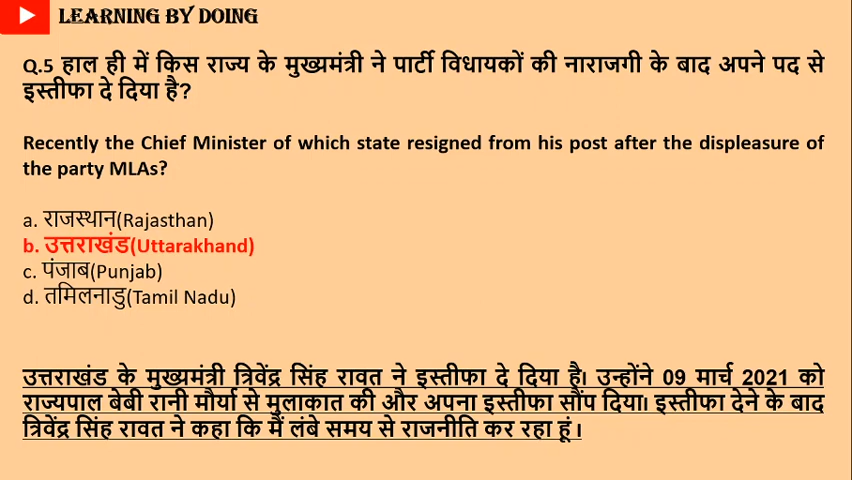 LEARNING BY DOING
Q.5 हाल ही में किस राज्य के मुख्यमंत्री ने पार्टी विधायकों की नाराजगी के बाद अपने पद से
इस्तीफा दे दिया है?
Recently the Chief Minister of which state resigned from his post after the displeasure of
the party MLAs?
a. राजस्थान(Rajasthan)
b. उत्तराखंड(Uttarakhand)
c. पंजाब(Punjab)
d. तमिलनाडु(Tamil Nadu)
उत्तराखंड के मुख्यमंत्री त्रिवेंद्र सिंह रावत ने इस्तीफा दे दिया है। उन्होंने 09 मार्च 2021 को
राज्यपाल बेबी रानी मौर्या से मुलाकात की और अपना इस्तीफा सौंप दिया। इस्तीफा देने के बाद
त्रिवेंद्र सिंह रावत ने कहा कि मैं लंबे समय से राजनीति कर रहा हूं।